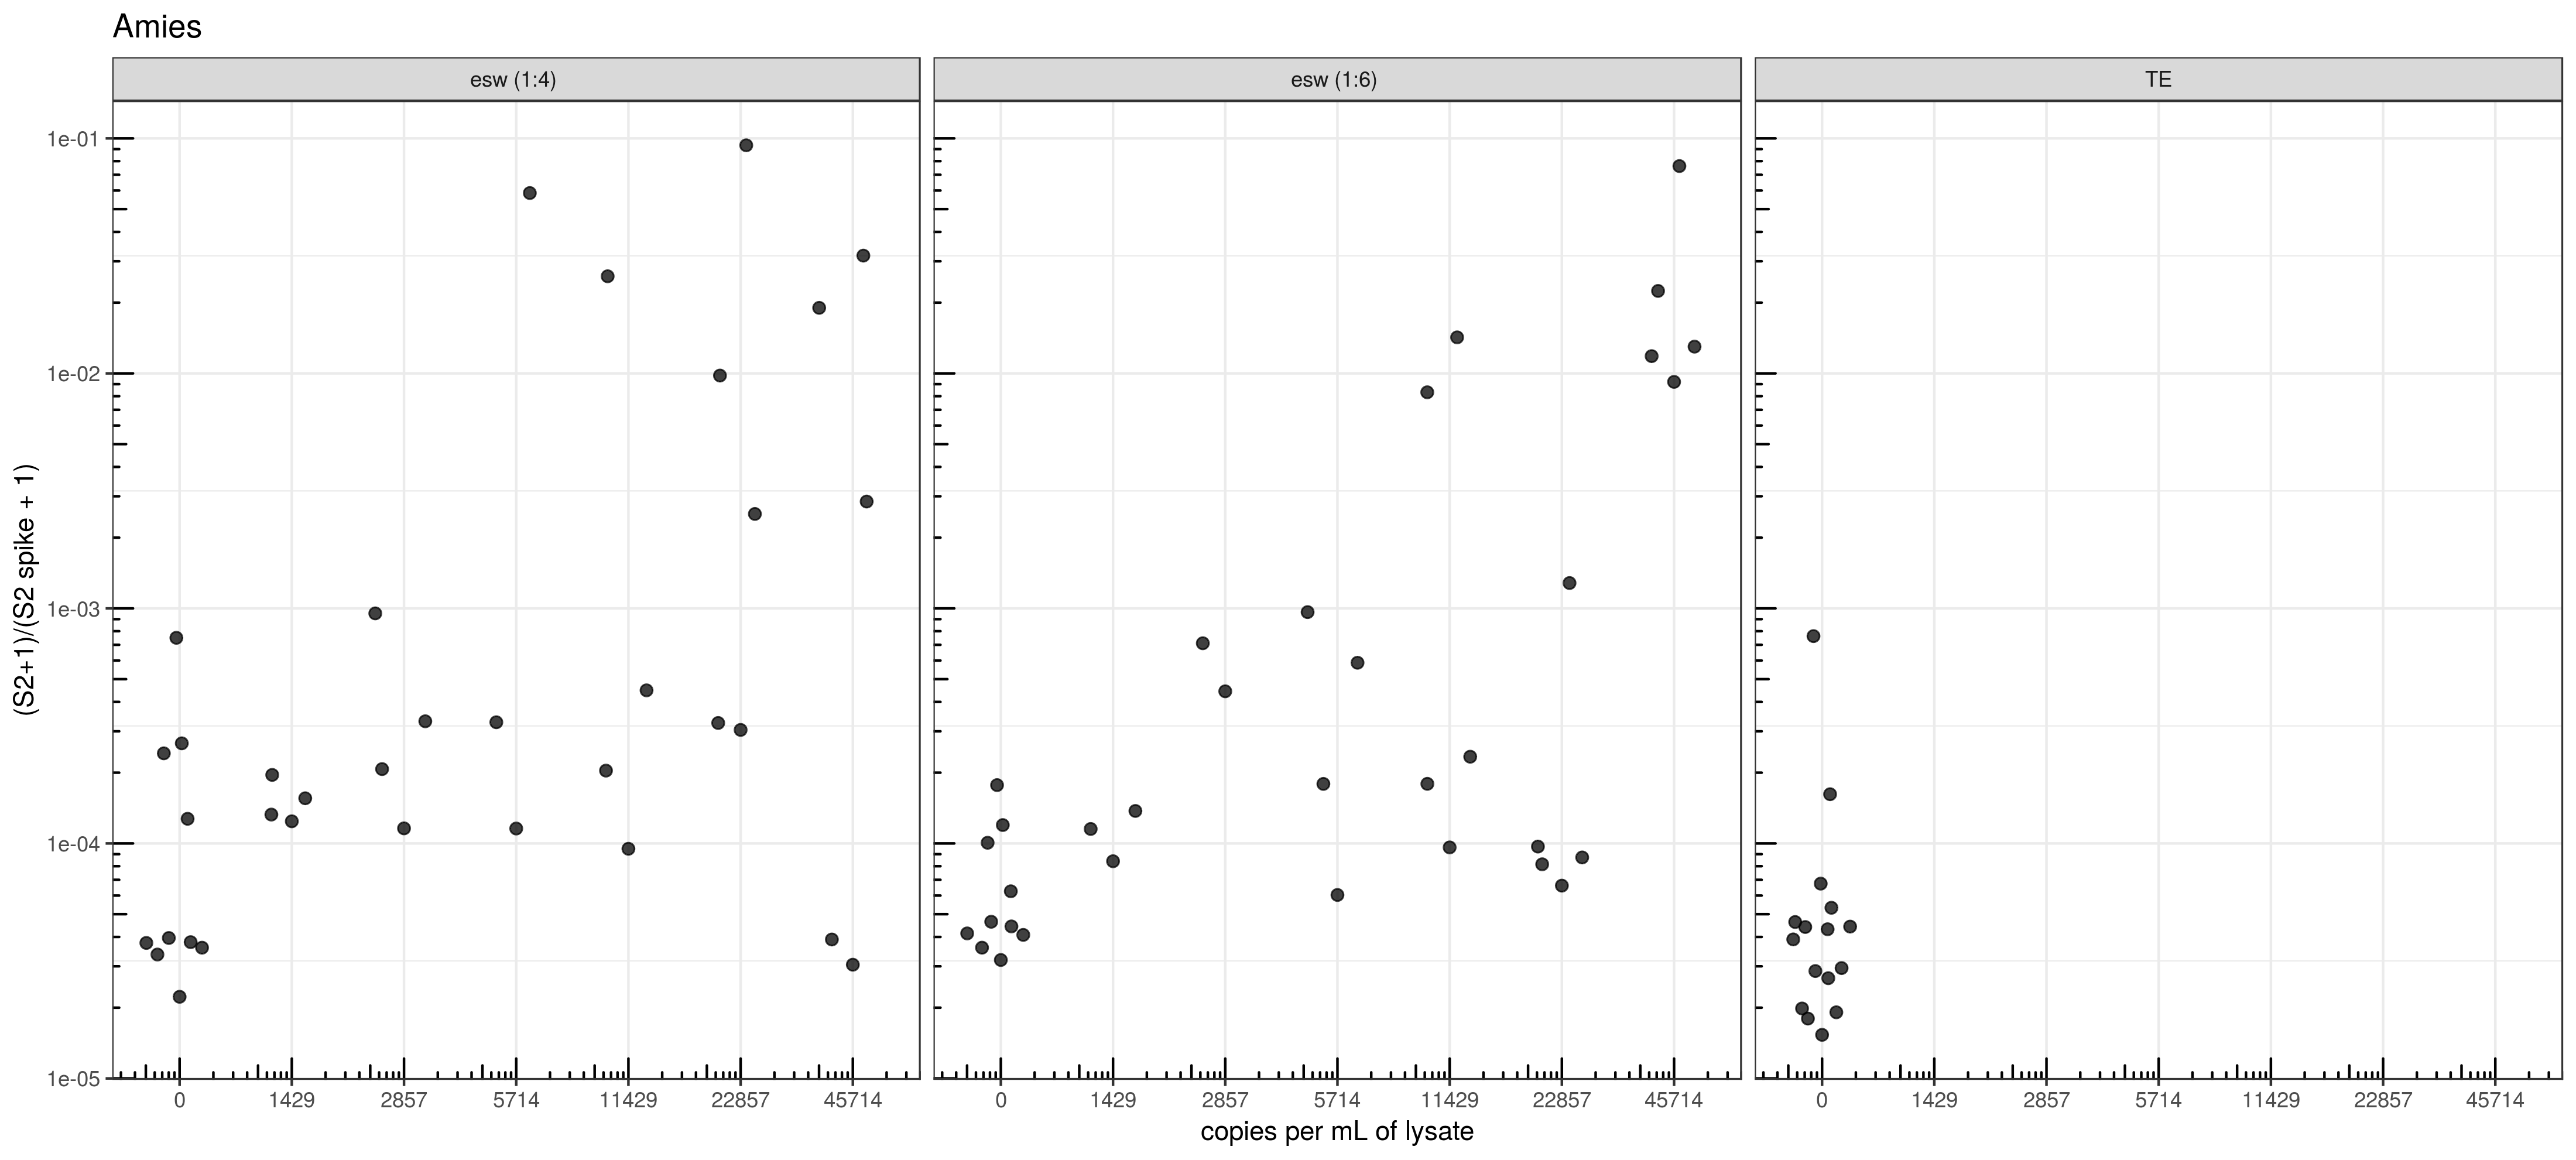 Amies
esw (1:4)
esw (1:6)
TE
1e-01
1e-02
1e-03
1e-04
1e-05
(S2+1)/(S2 spike + 1)
0 1429 2857 5714 11429 22857 45714
0 1429 2857 5714 11429 22857 45714
0 1429 2857 5714 11429 22857 45714
copies per mL of lysate